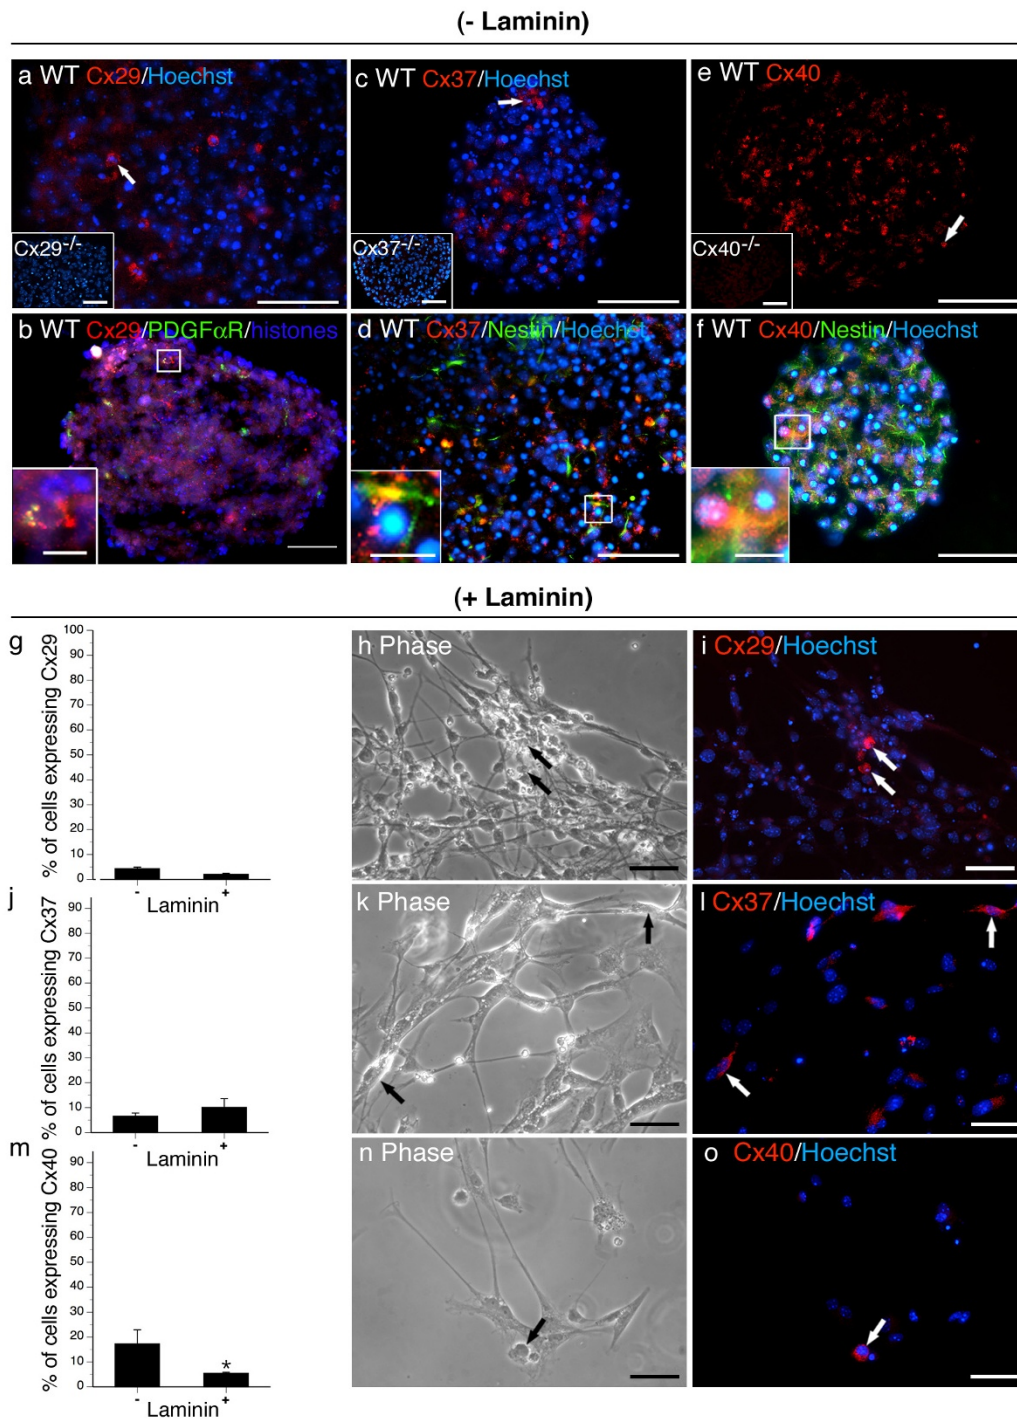 (- Laminin)
a WT Cx29/Hoechst
Cx29-/-
c WT Cx37/Hoechst
Cx37-/-
e WT Cx40
Cx40-/-
b WT Cx29/PDGFαR/histones
d WT Cx37/Nestin/Hoechst
f WT Cx40/Nestin/Hoechst
(+ Laminin)
g
% of cells expressing Cx29
100
90
80
70
60
50
40
30
20
10
0
- +
Laminin
h Phase
i Cx29/Hoechst
j
% of cells expressing Cx37
90
80
70
60
50
40
30
20
10
0
- +
Laminin
k Phase
l Cx37/Hoechst
m
% of cells expressing Cx40
90
80
70
60
50
40
30
20
10
0
*
- +
Laminin
n Phase
o Cx40/Hoechst